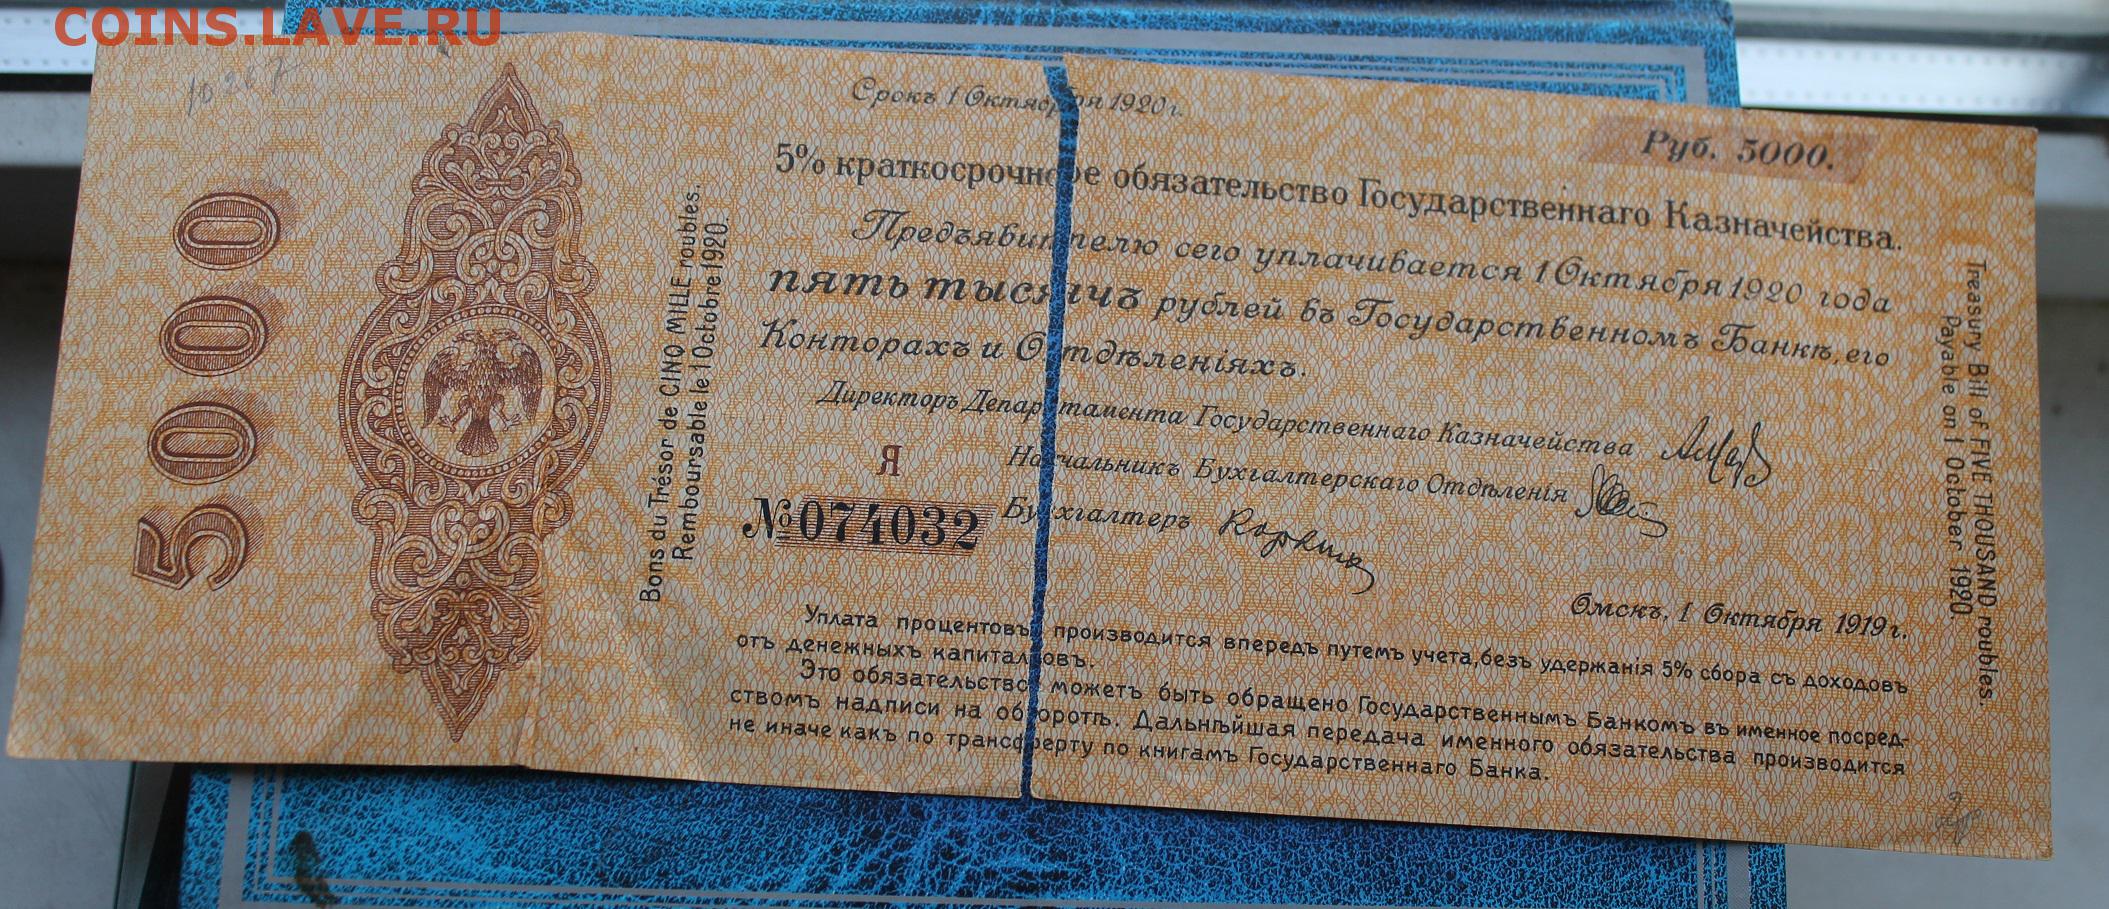 COINS.LAVE.RU
10267
5000
Bons du Trésor de CINQ MILLE roubles.
Remboursable le 1 Octobre 1920.
Срокъ 1 Октября 1920 г.
Руб. 5000.
5% краткосрочное обязательство Государственнаго Казначейства.
Предъявителю сего уплачивается 1 Октября 1920 года
пять тысячъ рублей въ Государственномъ Банкѣ, его
Конторахъ и Отдѣленіяхъ.
Директоръ Департамента Государственнаго Казначейства
Я
Начальникъ Бухгалтерскаго Отдѣленія
№ 074032
Бухгалтеръ
Омскъ, 1 Октября 1919 г.
Уплата процентовъ производится впередъ путемъ учета, безъ удержанія 5% сбора съ доходовъ
отъ денежныхъ капиталовъ.
Это обязательство можетъ быть обращено Государственнымъ Банкомъ въ именное посред-
ствомъ надписи на оборотѣ. Дальнѣйшая передача именного обязательства производится
не иначе какъ по трансферту по книгамъ Государственнаго Банка.
Treasury Bill of FIVE THOUSAND roubles.
Payable on 1 October 1920.